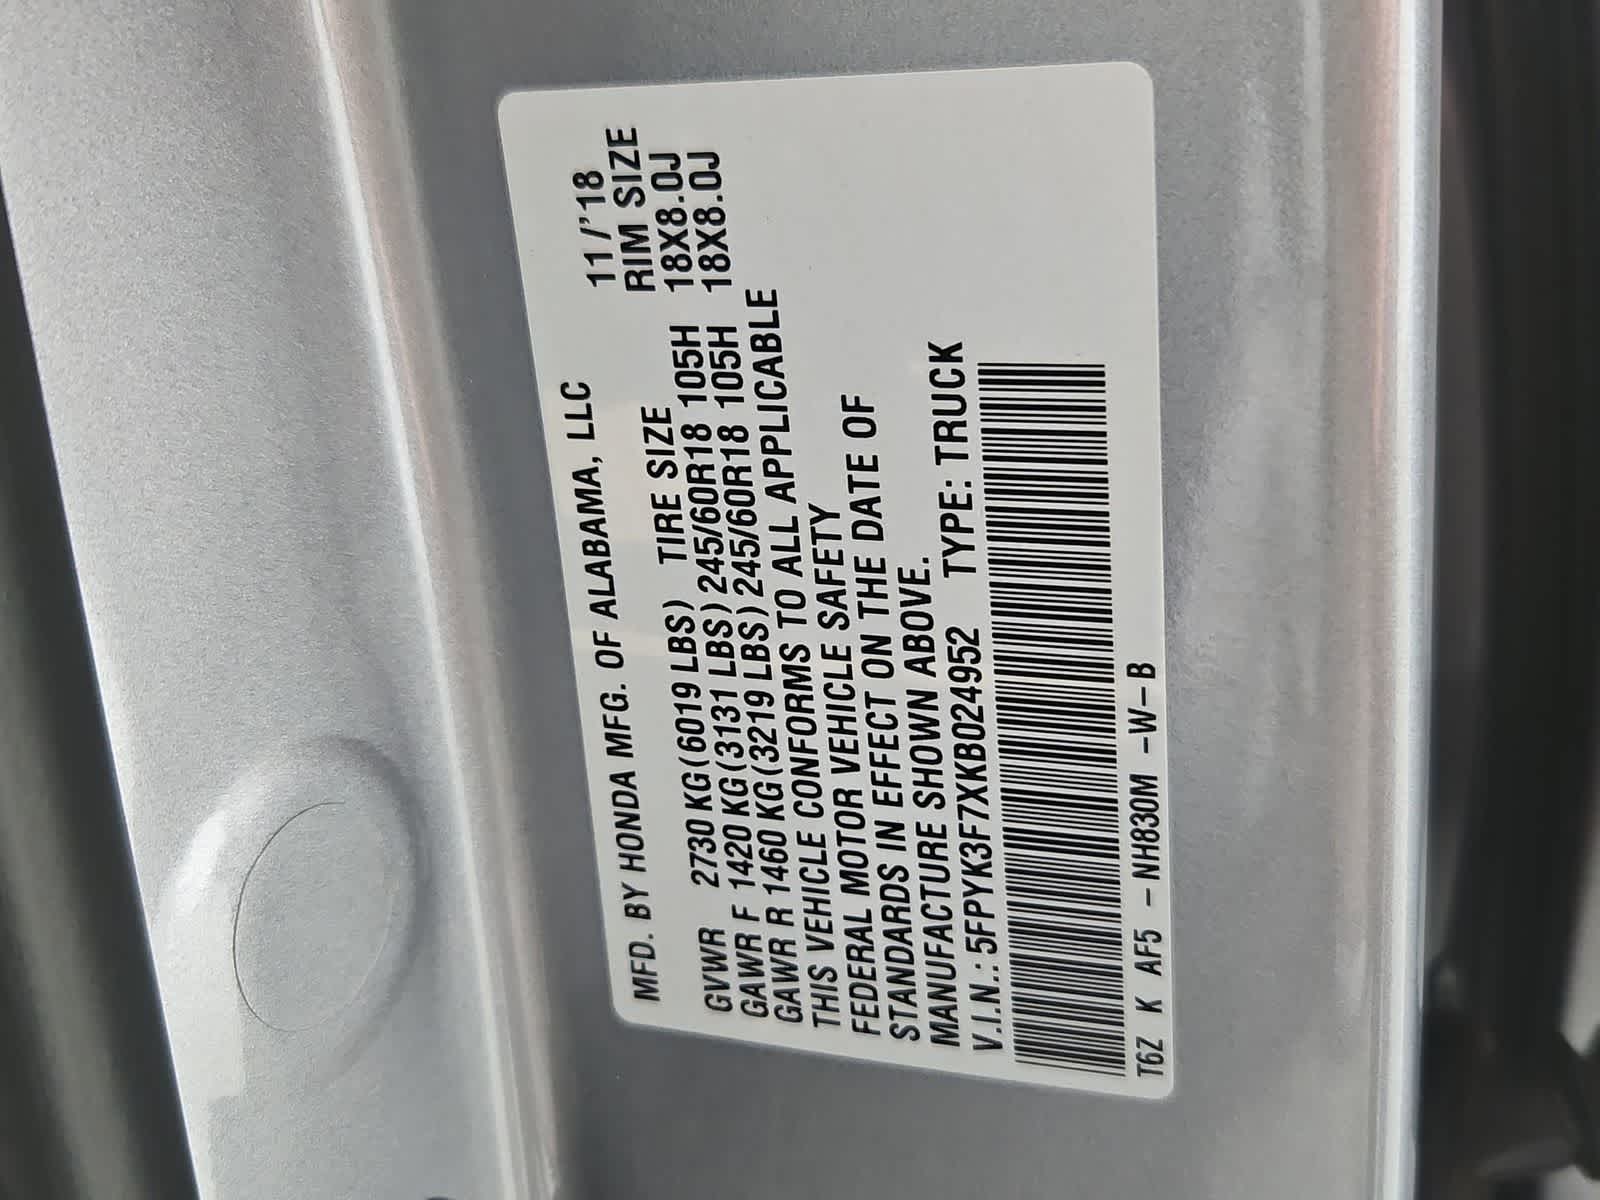 MFD. BY HONDA MFG. OF ALABAMA, LLC 11/'18
GVWR 2730 KG (6019 LBS) TIRE SIZE RIM SIZE
GAWR F 1420 KG (3131 LBS) 245/60R18 105H 18X8.0J
GAWR R 1460 KG (3219 LBS) 245/60R18 105H 18X8.0J
THIS VEHICLE CONFORMS TO ALL APPLICABLE
FEDERAL MOTOR VEHICLE SAFETY
STANDARDS IN EFFECT ON THE DATE OF
MANUFACTURE SHOWN ABOVE.
V.I.N.: 5FPYK3F7XKB024952 TYPE: TRUCK
T6Z K AF5 -NH830M -W-B